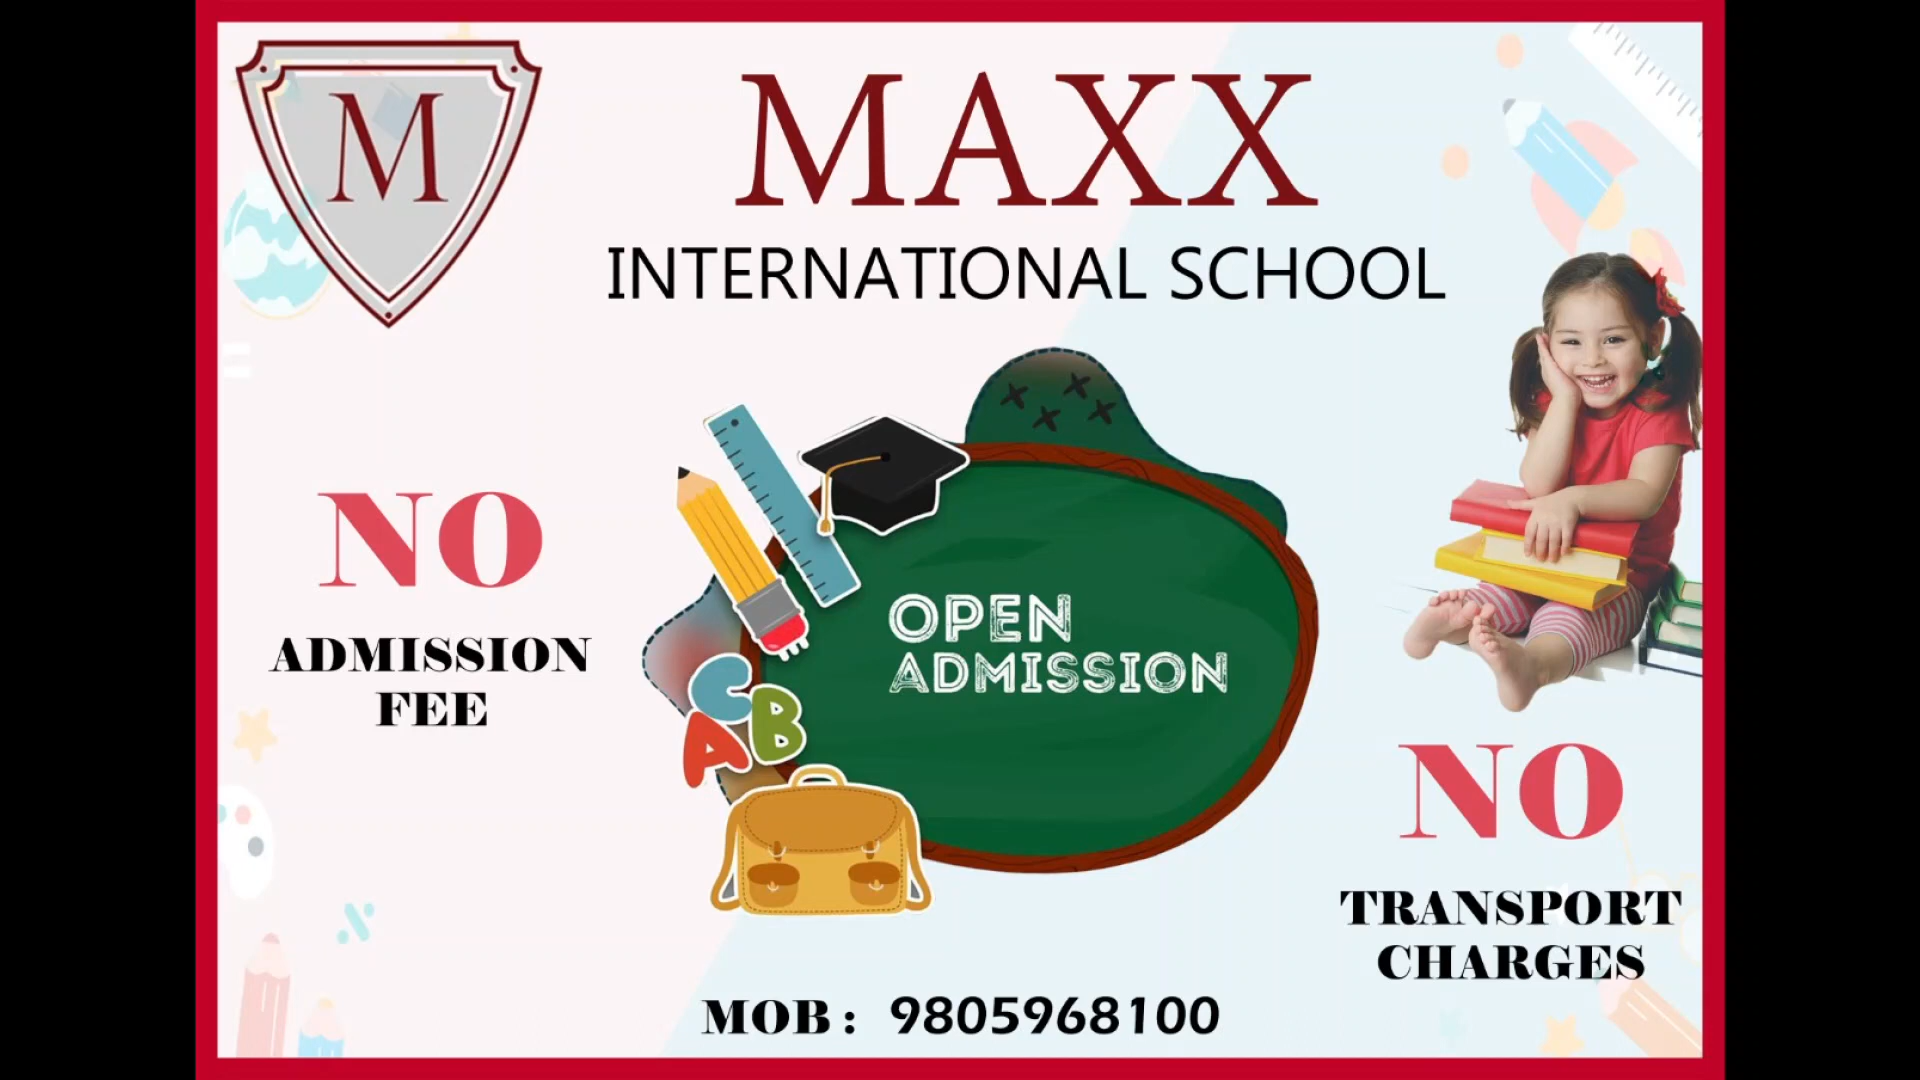 M
MAXX
INTERNATIONAL SCHOOL
NO
ADMISSION
FEE
OPEN
ADMISSION
C
A B
NO
TRANSPORT
CHARGES
MOB : 9805968100